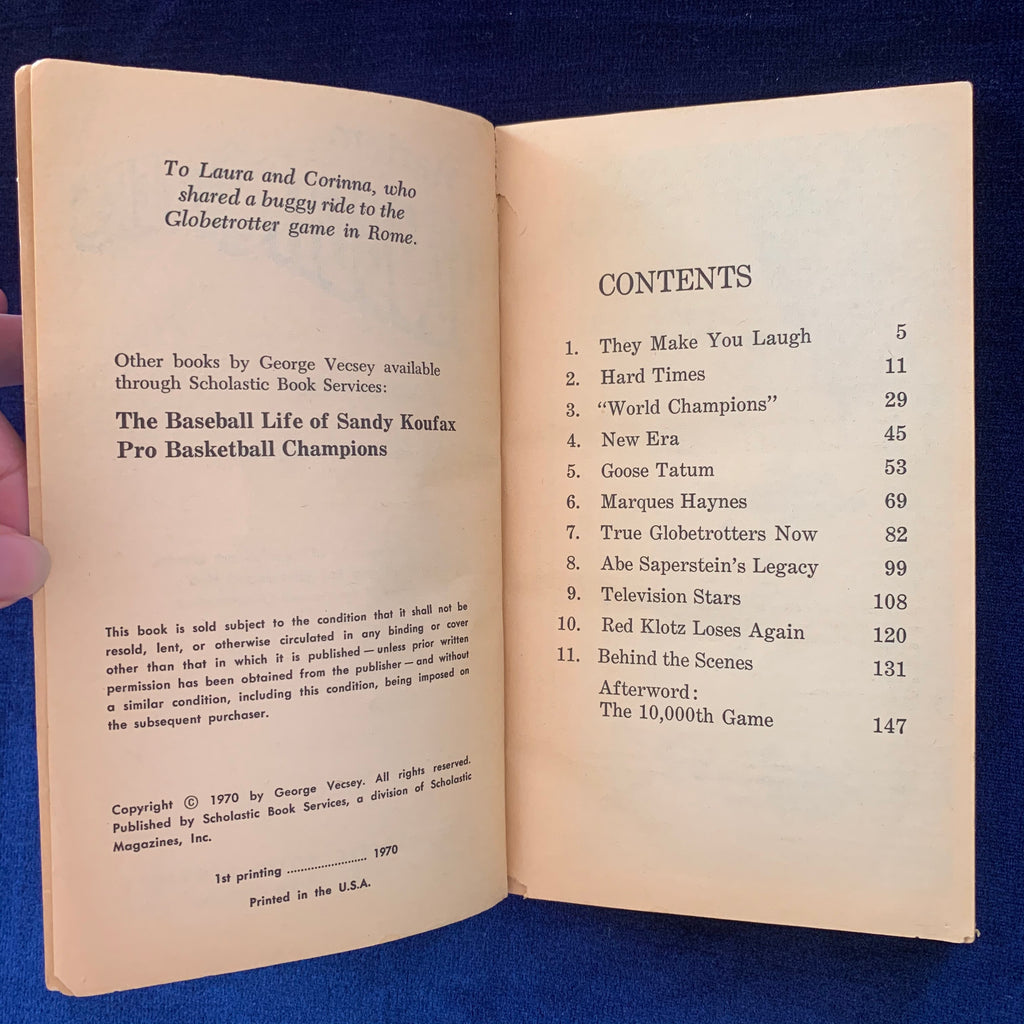 To Laura and Corinna, who
shared a buggy ride to the
Globetrotter game in Rome.
Other books by George Vecsey available
through Scholastic Book Services:
The Baseball Life of Sandy Koufax
Pro Basketball Champions
This book is sold subject to the condition that it shall not be
resold, lent, or otherwise circulated in any binding or cover
other than that in which it is published — unless prior written
permission has been obtained from the publisher — and without
a similar condition, including this condition, being imposed on
the subsequent purchaser.
Copyright © 1970 by George Vecsey. All rights reserved.
Published by Scholastic Book Services, a division of Scholastic
Magazines, Inc.
1st printing ........................ 1970
Printed in the U.S.A.
CONTENTS
1. They Make You Laugh 5
2. Hard Times 11
3. “World Champions” 29
4. New Era 45
5. Goose Tatum 53
6. Marques Haynes 69
7. True Globetrotters Now 82
8. Abe Saperstein’s Legacy 99
9. Television Stars 108
10. Red Klotz Loses Again 120
11. Behind the Scenes 131
Afterword:
The 10,000th Game 147